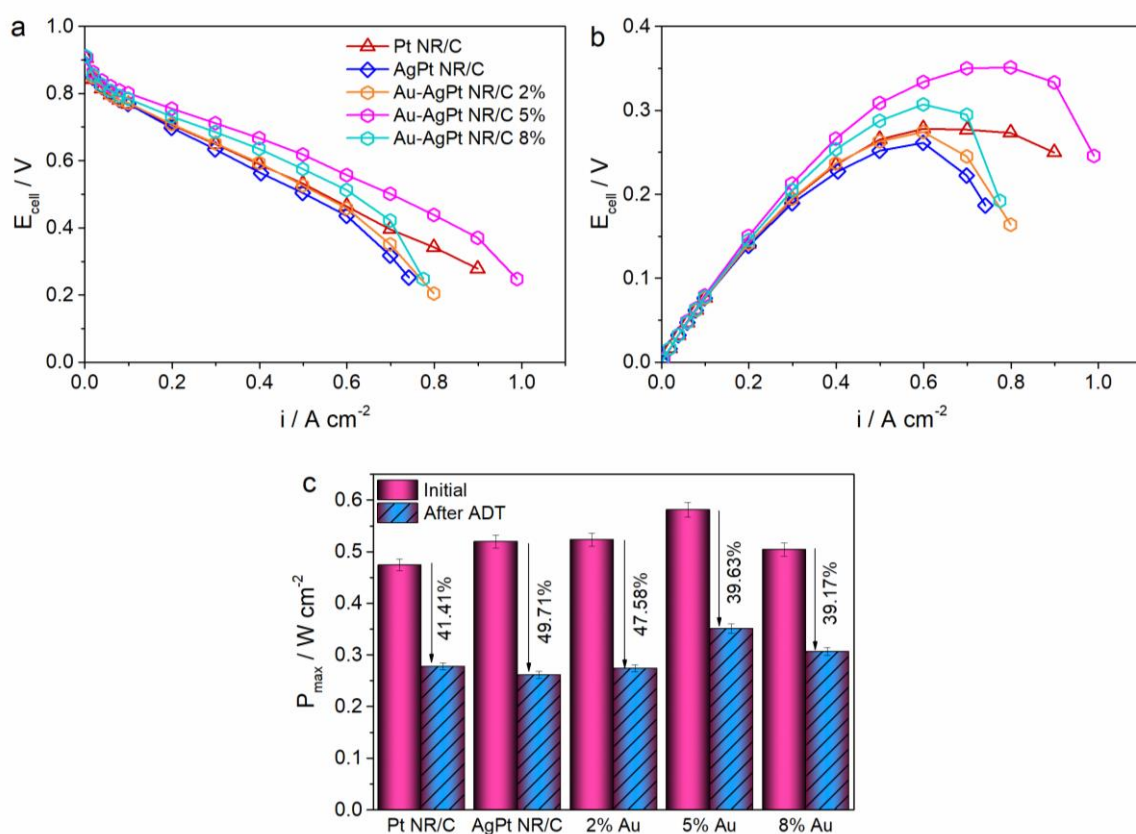 a
1.0
0.8
0.6
0.4
0.2
0.0
E_cell / V
Pt NR/C
AgPt NR/C
Au-AgPt NR/C 2%
Au-AgPt NR/C 5%
Au-AgPt NR/C 8%
0.0 0.2 0.4 0.6 0.8 1.0
i / A cm⁻²
b
0.4
0.3
0.2
0.1
0.0
E_cell / V
0.0 0.2 0.4 0.6 0.8 1.0
i / A cm⁻²
c
Initial
After ADT
0.6
0.5
0.4
0.3
0.2
0.1
0.0
P_max / W cm⁻²
41.41%
49.71%
47.58%
39.63%
39.17%
Pt NR/C AgPt NR/C 2% Au 5% Au 8% Au